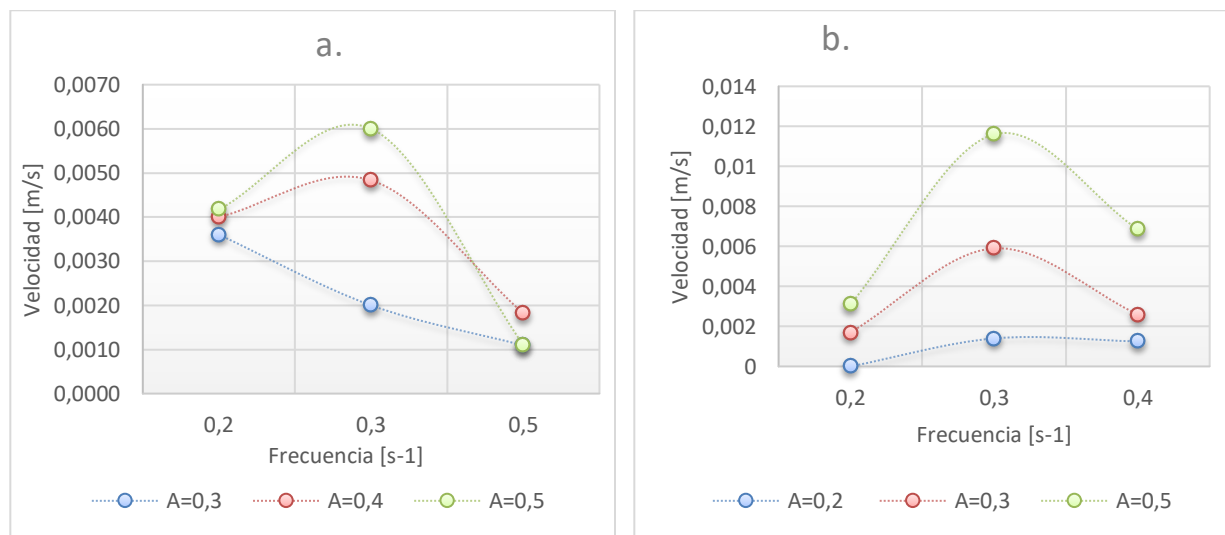 a.
0,0070
0,0060
0,0050
0,0040
0,0030
0,0020
0,0010
0,0000
Velocidad [m/s]
0,2 0,3 0,5
Frecuencia [s-1]
A=0,3 A=0,4 A=0,5
b.
0,014
0,012
0,01
0,008
0,006
0,004
0,002
0
Velocidad [m/s]
0,2 0,3 0,4
Frecuencia [s-1]
A=0,2 A=0,3 A=0,5